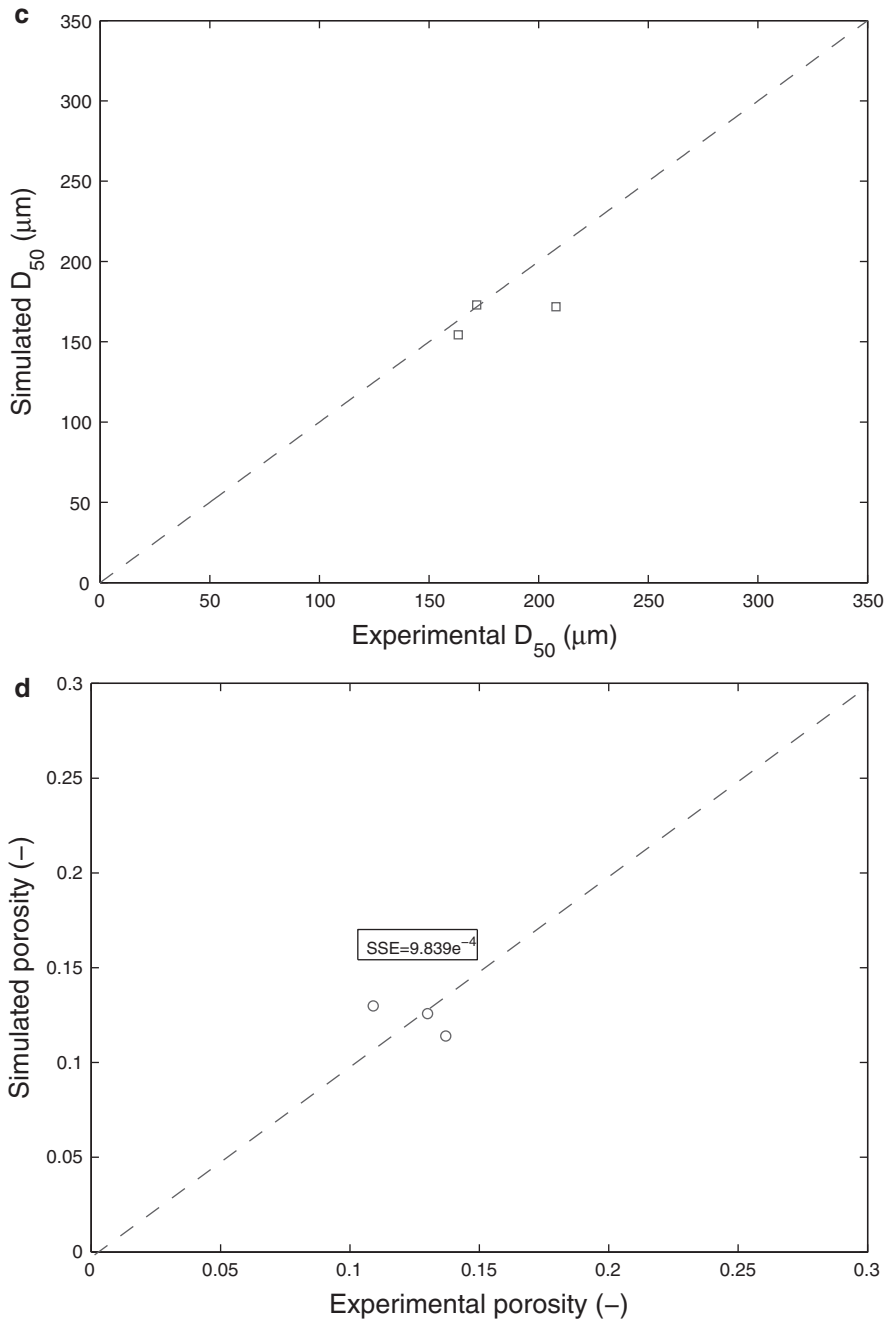 c
350
300
250
200
150
100
50
0
Simulated D50 (μm)
0 50 100 150 200 250 300 350
Experimental D50 (μm)
d
0.3
0.25
0.2
0.15
0.1
0.05
0
Simulated porosity (−)
SSE=9.839e−4
0 0.05 0.1 0.15 0.2 0.25 0.3
Experimental porosity (−)